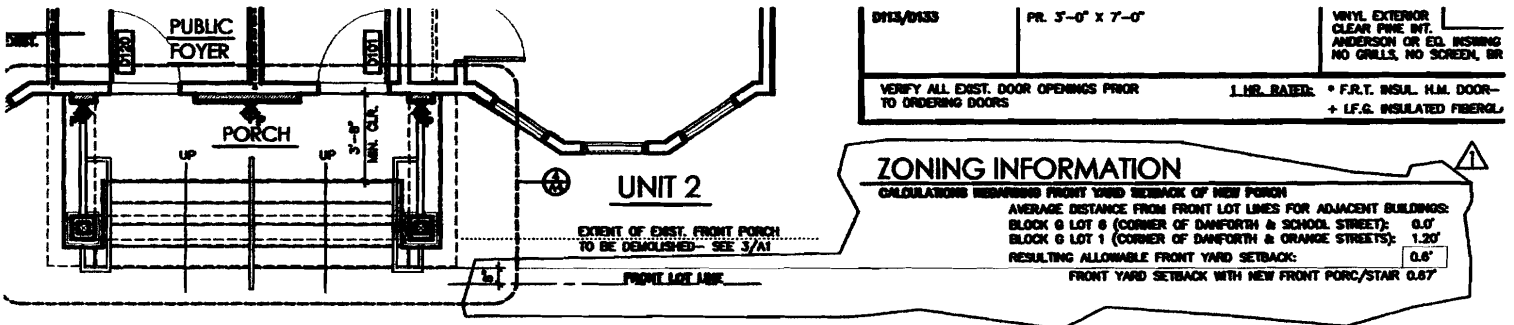 PUBLIC
FOYER
D120
D101
PORCH
UP
UP
3'-8"
MIN. CLR.
UNIT 2
EXTENT OF EXIST. FRONT PORCH
TO BE DEMOLISHED- SEE 3/A1
FRONT LOT LINE
D113/D133
PR. 3'-0" X 7'-0"
VINYL EXTERIOR
CLEAR PINE INT.
ANDERSON OR EQ. INSWING
NO GRILLS, NO SCREEN,
VERIFY ALL EXIST. DOOR OPENINGS PRIOR
TO ORDERING DOORS
1 HR. RATED: * F.R.T. INSUL. H.M. DOOR-
+ I.F.G. INSULATED
ZONING INFORMATION
1
CALCULATIONS REGARDING FRONT YARD SETBACK OF NEW PORCH
AVERAGE DISTANCE FROM FRONT LOT LINES FOR ADJACENT BUILDINGS:
BLOCK G LOT 6 (CORNER OF DANFORTH & SCHOOL STREET): 0.0'
BLOCK G LOT 1 (CORNER OF DANFORTH & ORANGE STREETS): 1.20'
RESULTING ALLOWABLE FRONT YARD SETBACK: 0.6'
FRONT YARD SETBACK WITH NEW FRONT PORC/STAIR 0.67'